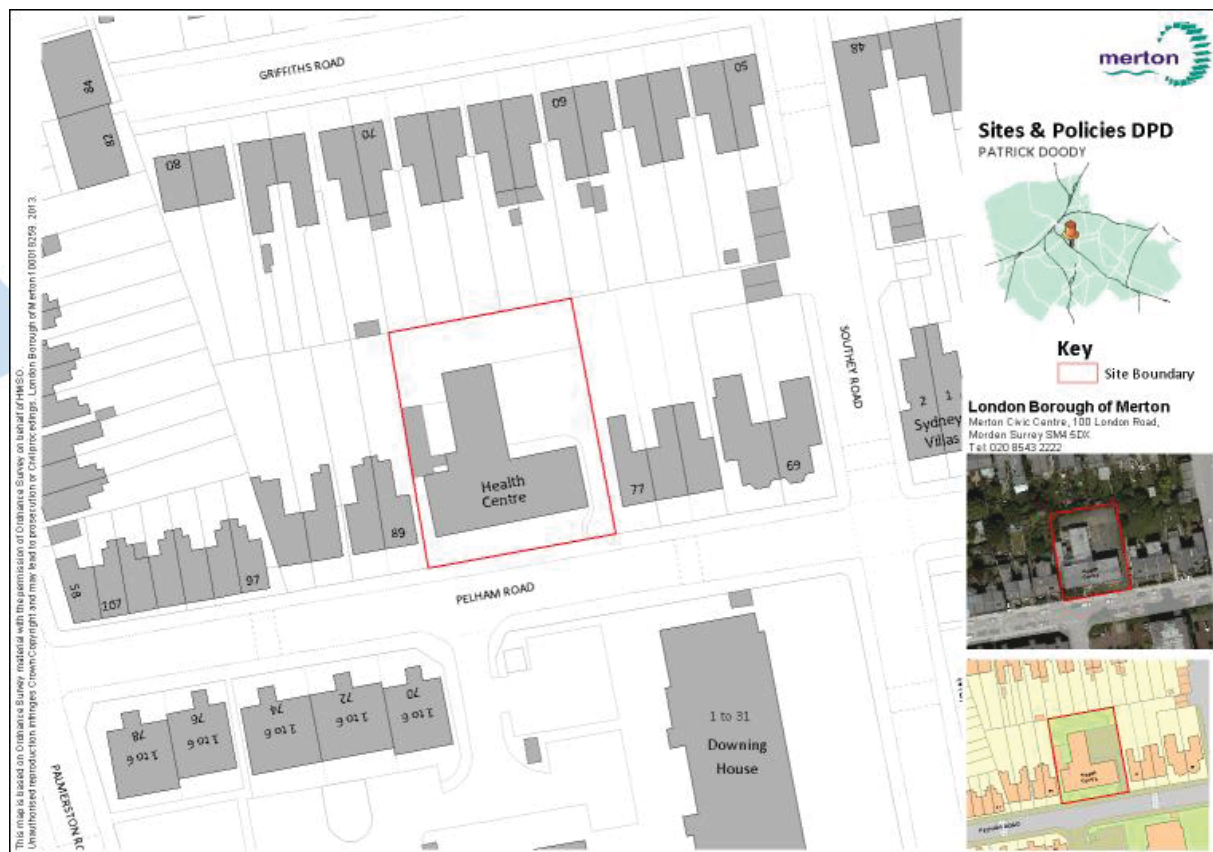 GRIFFITHS ROAD
84
82
80
70
60
50
48
Health
Centre
SOUTHEY ROAD
2
1
Sydney
Villas
77
69
89
97
107
58
PELHAM ROAD
78
1 to 6
76
1 to 6
74
1 to 6
72
1 to 6
70
1 to 6
1 to 31
Downing
House
PALMERSTON RO
This map is based on Ordnance Survey material with the permission of Ordnance Survey on behalf of HMSO.
Unauthorised reproduction infringes Crown Copyright and may lead to prosecution or Civil proceedings. London Borough of Merton 100019259. 2013.
merton
Sites & Policies DPD
PATRICK DOODY
Key
Site Boundary
London Borough of Merton
Merton Civic Centre, 100 London Road,
Morden Surrey SM4 5DX
Tel: 020 8543 2222
Health
Centre
PELHAM ROAD